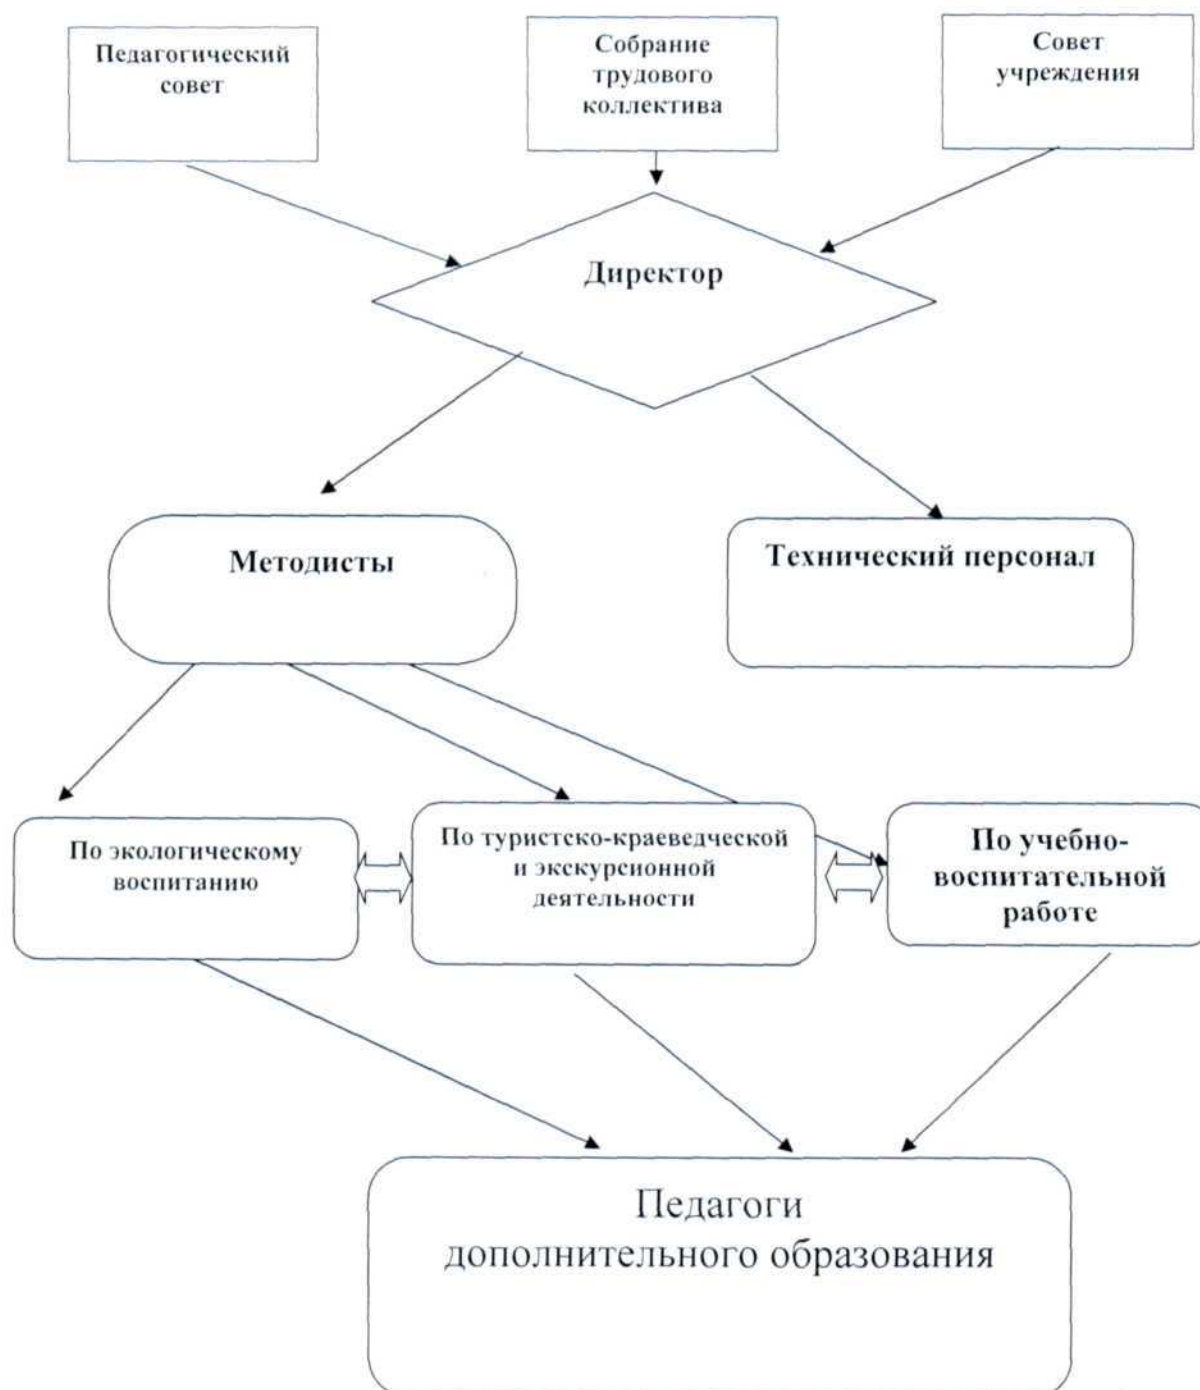 Педагогический
совет
Собрание
трудового
коллектива
Совет
учреждения
Директор
Методисты
Технический персонал
По экологическому
воспитанию
По туристско-краеведческой
и экскурсионной
деятельности
По учебно-
воспитательной
работе
Педагоги
дополнительного образования